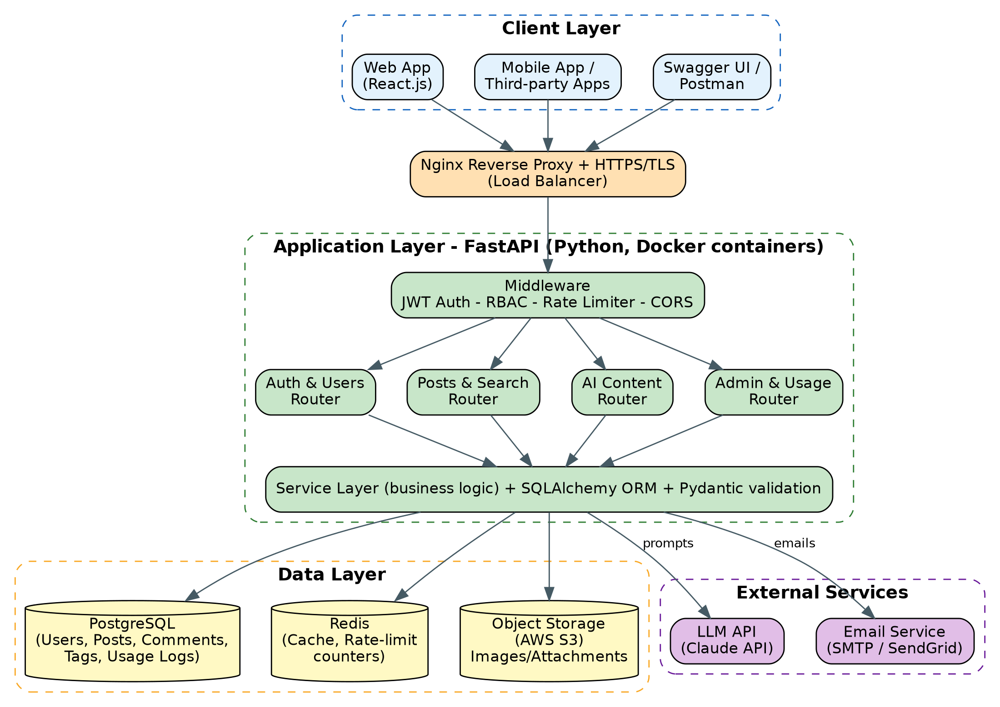 Client Layer
Web App
(React.js)
Mobile App /
Third-party Apps
Swagger UI /
Postman
Nginx Reverse Proxy + HTTPS/TLS
(Load Balancer)
Application Layer - FastAPI (Python, Docker containers)
Middleware
JWT Auth - RBAC - Rate Limiter - CORS
Auth & Users
Router
Posts & Search
Router
AI Content
Router
Admin & Usage
Router
Service Layer (business logic) + SQLAlchemy ORM + Pydantic validation
prompts
emails
Data Layer
PostgreSQL
(Users, Posts, Comments,
Tags, Usage Logs)
Redis
(Cache, Rate-limit
counters)
Object Storage
(AWS S3)
Images/Attachments
External Services
LLM API
(Claude API)
Email Service
(SMTP / SendGrid)